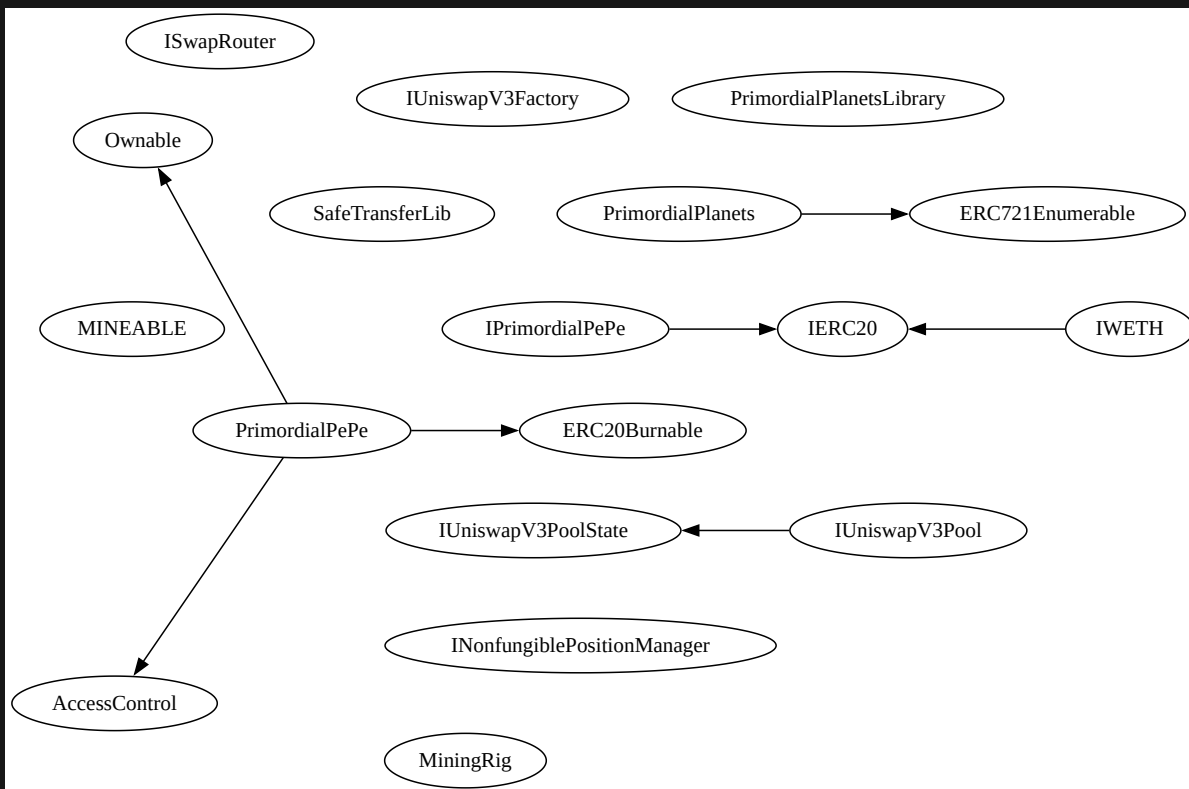 ISwapRouter
IUniswapV3Factory
PrimordialPlanetsLibrary
Ownable
SafeTransferLib
PrimordialPlanets
ERC721Enumerable
MINEABLE
IPrimordialPePe
IERC20
IWETH
PrimordialPePe
ERC20Burnable
IUniswapV3PoolState
IUniswapV3Pool
INonfungiblePositionManager
AccessControl
MiningRig